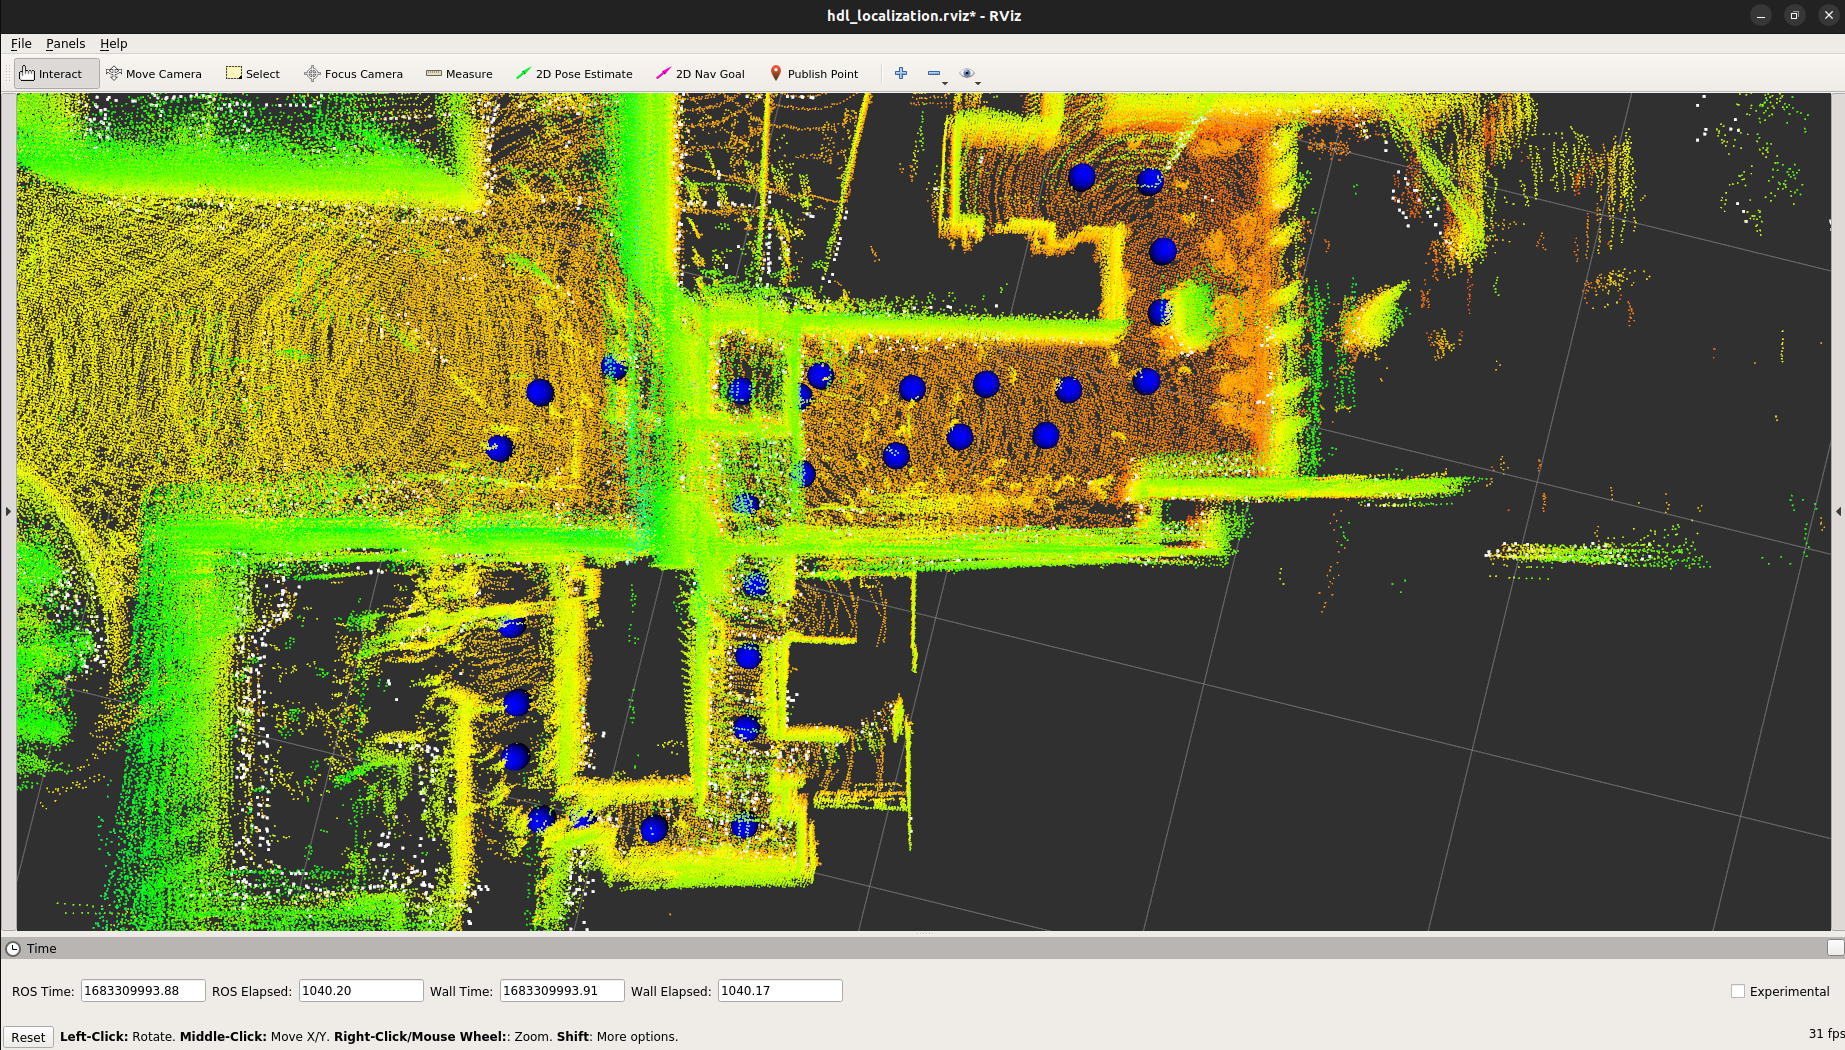 hdl_localization.rviz* - RViz
File Panels Help
Interact Move Camera Select Focus Camera Measure 2D Pose Estimate 2D Nav Goal Publish Point
Time
ROS Time: 1683309993.88 ROS Elapsed: 1040.20 Wall Time: 1683309993.91 Wall Elapsed: 1040.17 Experimental
Reset Left-Click: Rotate. Middle-Click: Move X/Y. Right-Click/Mouse Wheel:: Zoom. Shift: More options. 31 fps